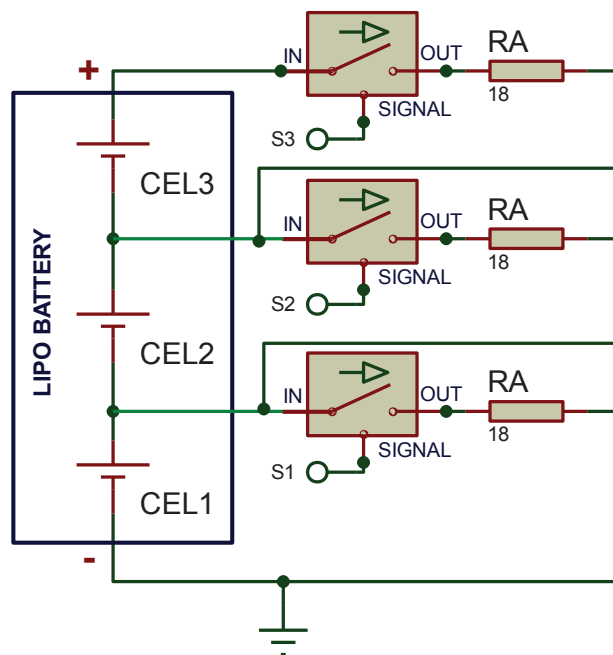 +
IN
OUT
RA
18
SIGNAL
S3
CEL3
IN
OUT
RA
18
SIGNAL
S2
LIPO BATTERY
CEL2
IN
OUT
RA
18
SIGNAL
S1
CEL1
-